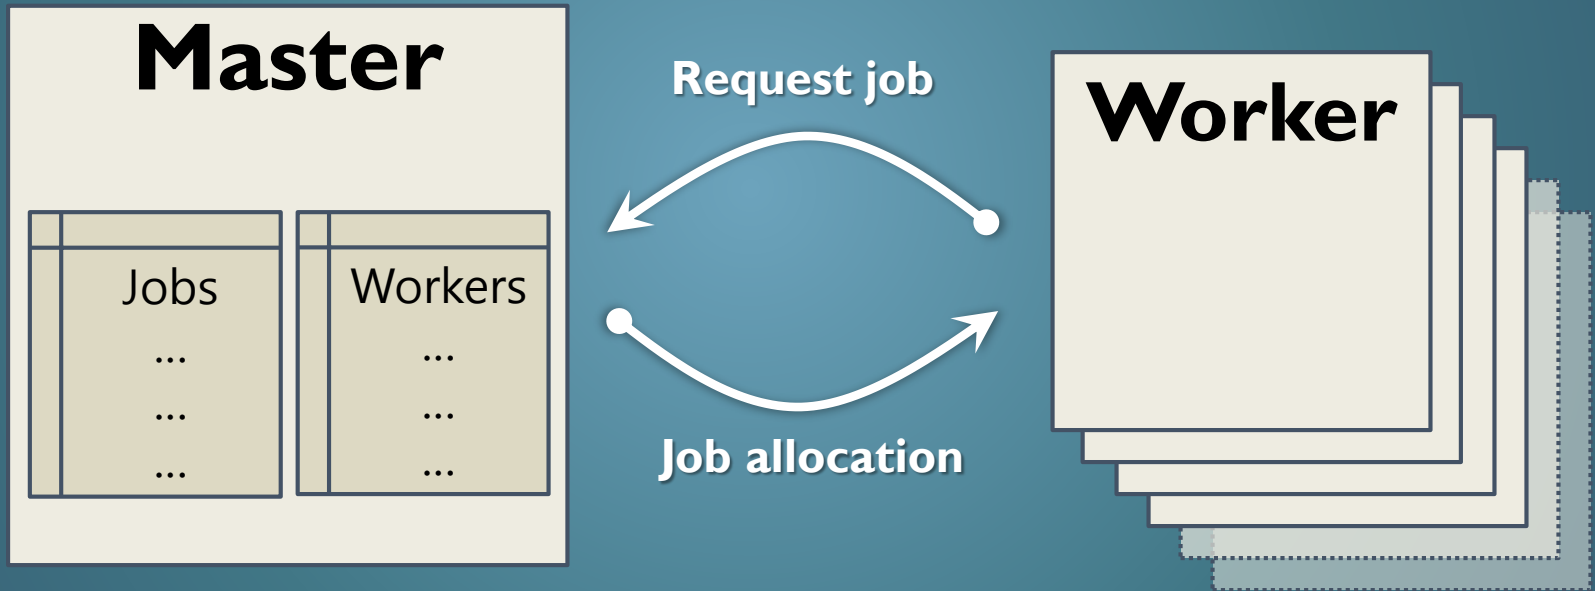 Master
Request job
Worker
Jobs
...
...
...
Workers
...
...
...
Job allocation